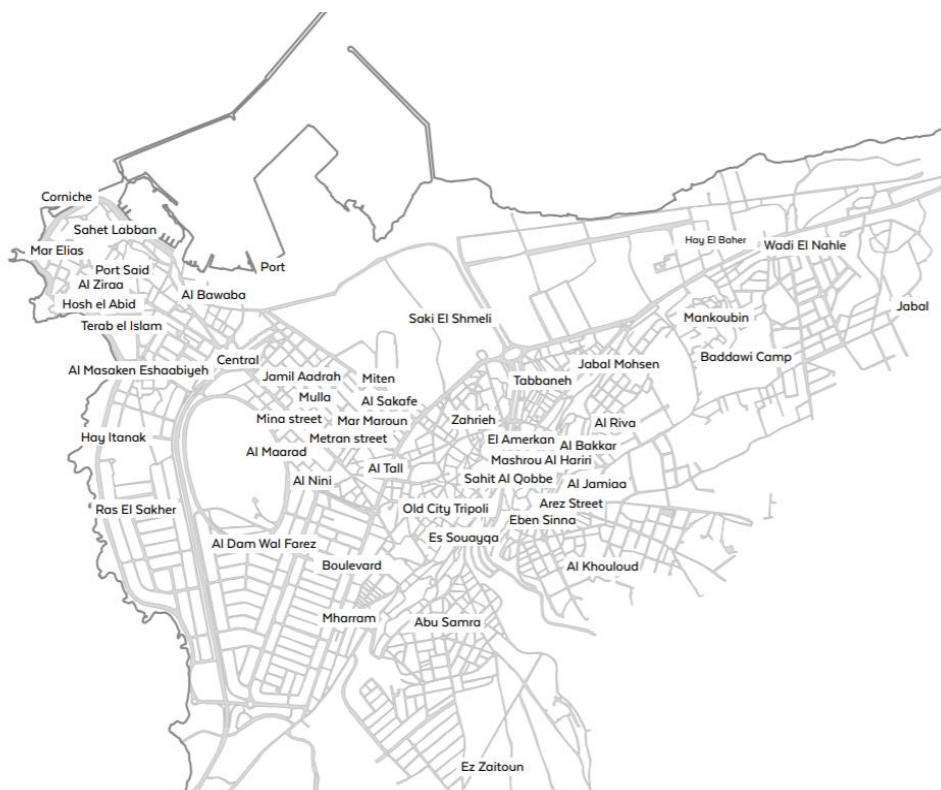 Corniche
Sahet Labban
Mar Elias
Port Said
Port
Al Ziraa
Al Bawaba
Hosh el Abid
Terab el Islam
Hay El Baher
Wadi El Nahle
Jabal
Saki El Shmeli
Mankoubin
Central
Al Masaken Eshaabiyeh
Jamil Aadrah
Miten
Tabbaneh
Jabal Mohsen
Baddawi Camp
Mulla
Al Sakafe
Mina street
Mar Maroun
Zahrieh
Al Riva
Hay Itanak
Metran street
El Amerkan
Al Bakkar
Al Maarad
Mashrou Al Hariri
Al Tall
Al Nini
Sahit Al Qobbe
Al Jamiaa
Ras El Sakher
Old City Tripoli
Arez Street
Eben Sinna
Al Dam Wal Farez
Es Souayqa
Boulevard
Al Khouloud
Mharram
Abu Samra
Ez Zaitoun